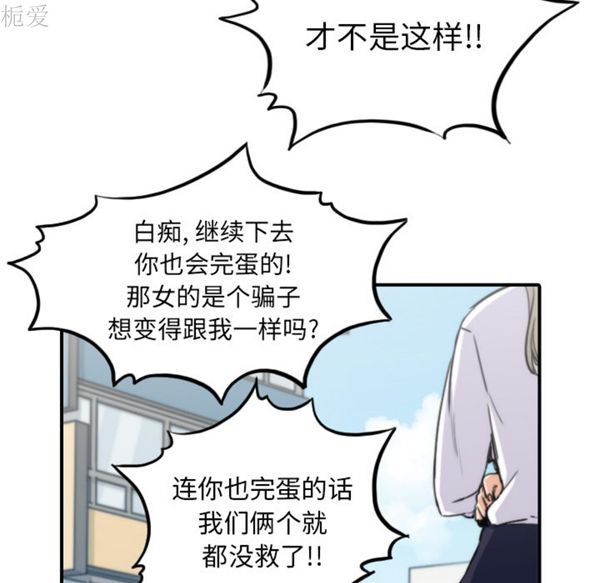 栀爱
才不是这样!!
白痴, 继续下去
你也会完蛋的!
那女的是个骗子
想变得跟我一样吗?
连你也完蛋的话
我们俩个就
都没救了!!